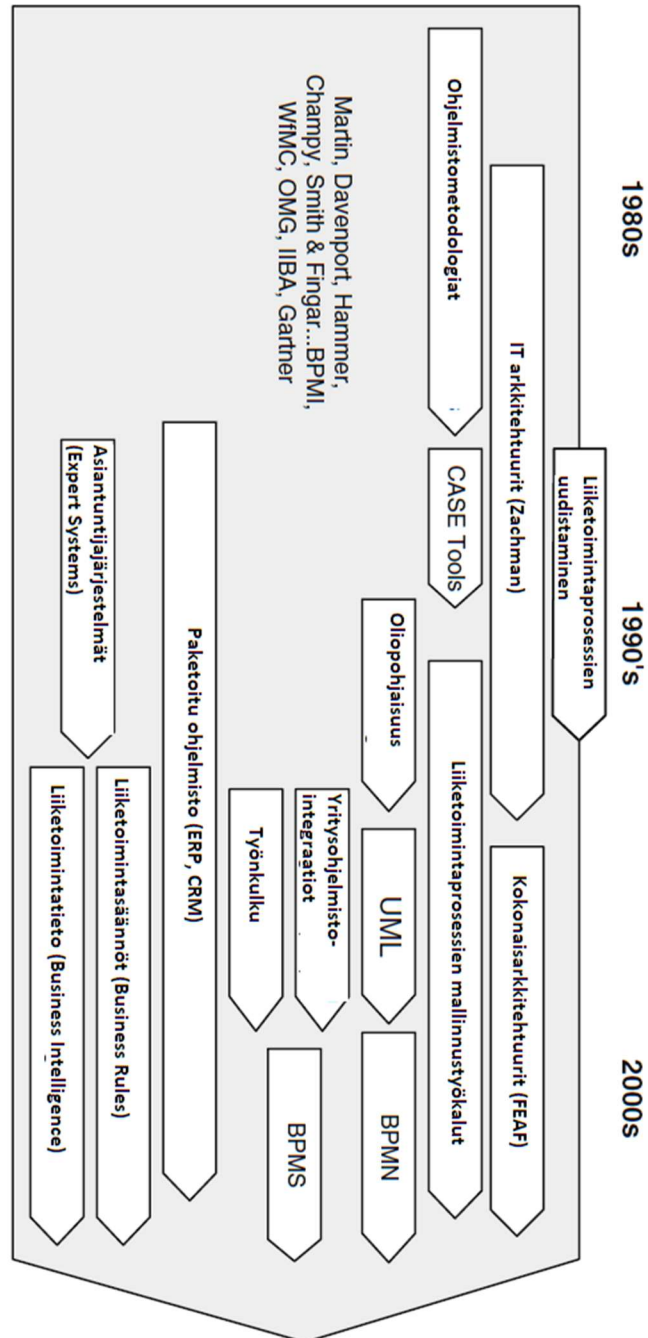 1980s
1990's
2000s
Liiketoimintaprosessien
uudistaminen
IT arkkitehtuurit (Zachman)
Kokonaisarkkitehtuurit (FEAF)
Ohjelmistometodologiat
CASE Tools
Liiketoimintaprosessien mallinnustyökalut
Oliopohjaisuus
UML
BPMN
Martin, Davenport, Hammer,
Champy, Smith & Fingar...BPMI,
WfMC, OMG, IIBA, Gartner
Yritysohjelmisto-
integraatiot
Työnkulku
BPMS
Paketoitu ohjelmisto (ERP, CRM)
Asiantuntijajärjestelmät
(Expert Systems)
Liiketoimintasäännöt (Business Rules)
Liiketoimintatieto (Business Intelligence)